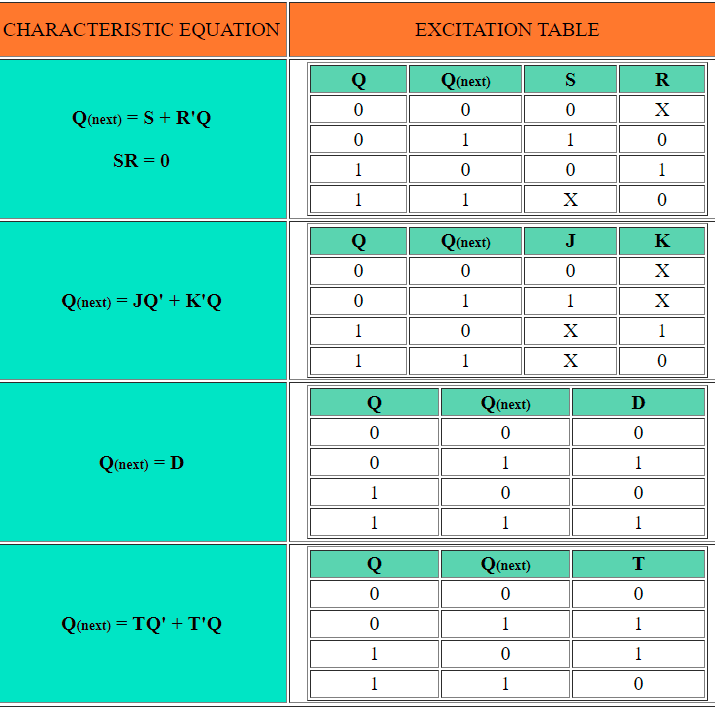 CHARACTERISTIC EQUATION EXCITATION TABLE
Q(next) = S + R'Q
SR = 0
Q Q(next) S R
0 0 0 X
0 1 1 0
1 0 0 1
1 1 X 0
Q(next) = JQ' + K'Q
Q Q(next) J K
0 0 0 X
0 1 1 X
1 0 X 1
1 1 X 0
Q(next) = D
Q Q(next) D
0 0 0
0 1 1
1 0 0
1 1 1
Q(next) = TQ' + T'Q
Q Q(next) T
0 0 0
0 1 1
1 0 1
1 1 0